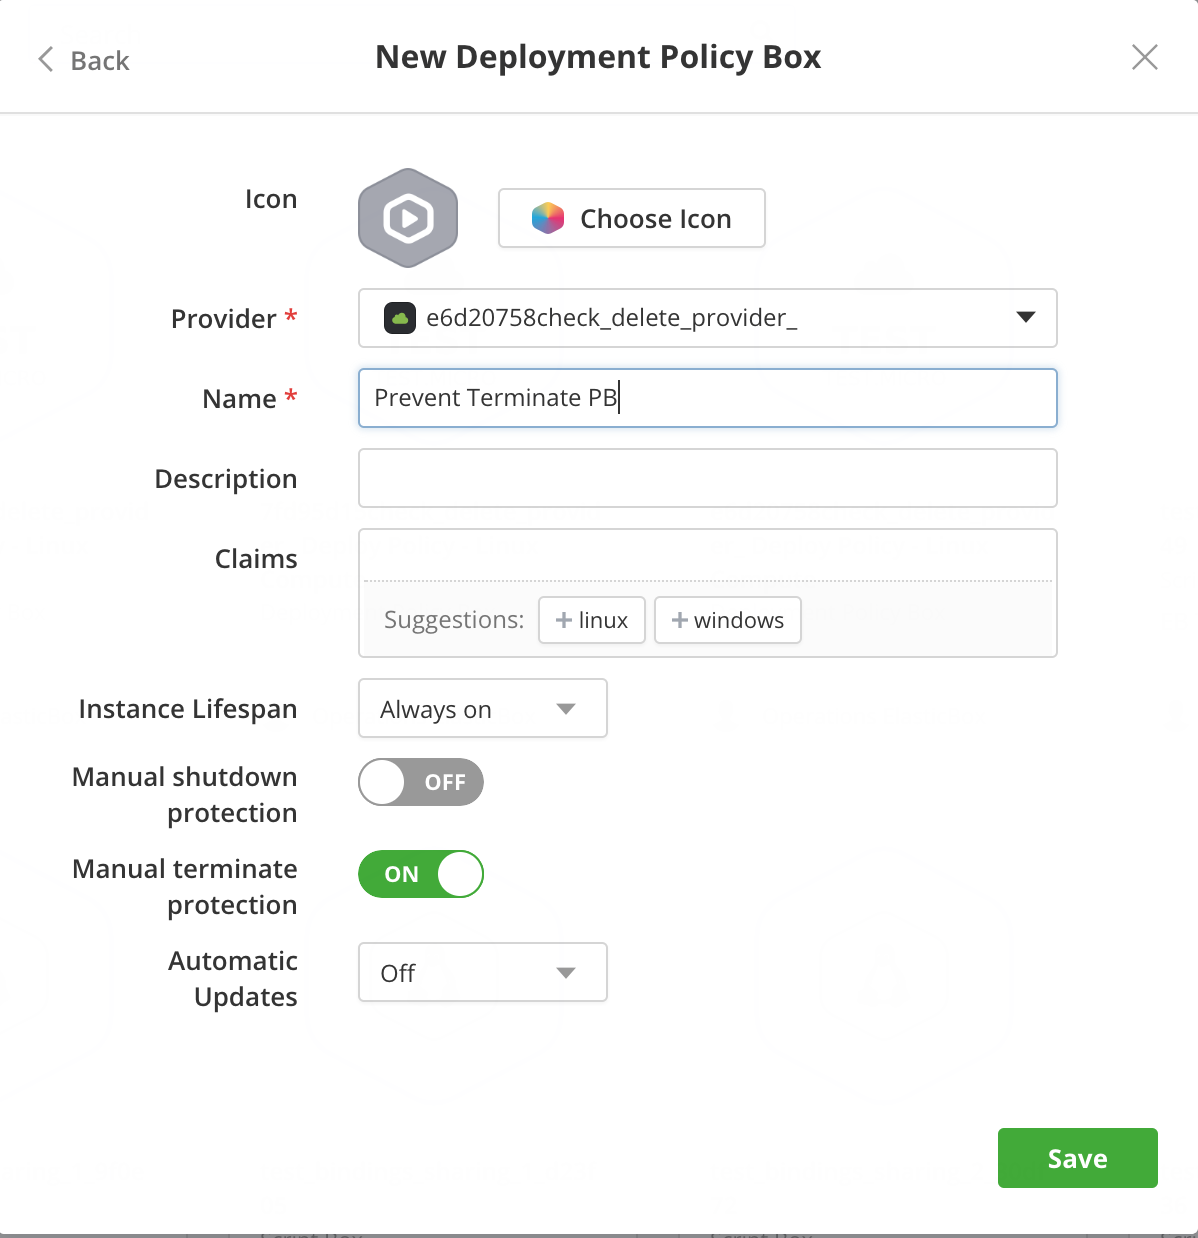 Back
New Deployment Policy Box
Icon
Choose Icon
Provider *
e6d20758check_delete_provider_
Name *
Prevent Terminate PB
Description
Claims
Suggestions: + linux + windows
Instance Lifespan
Always on
Manual shutdown
protection
OFF
Manual terminate
protection
ON
Automatic
Updates
Off
Save